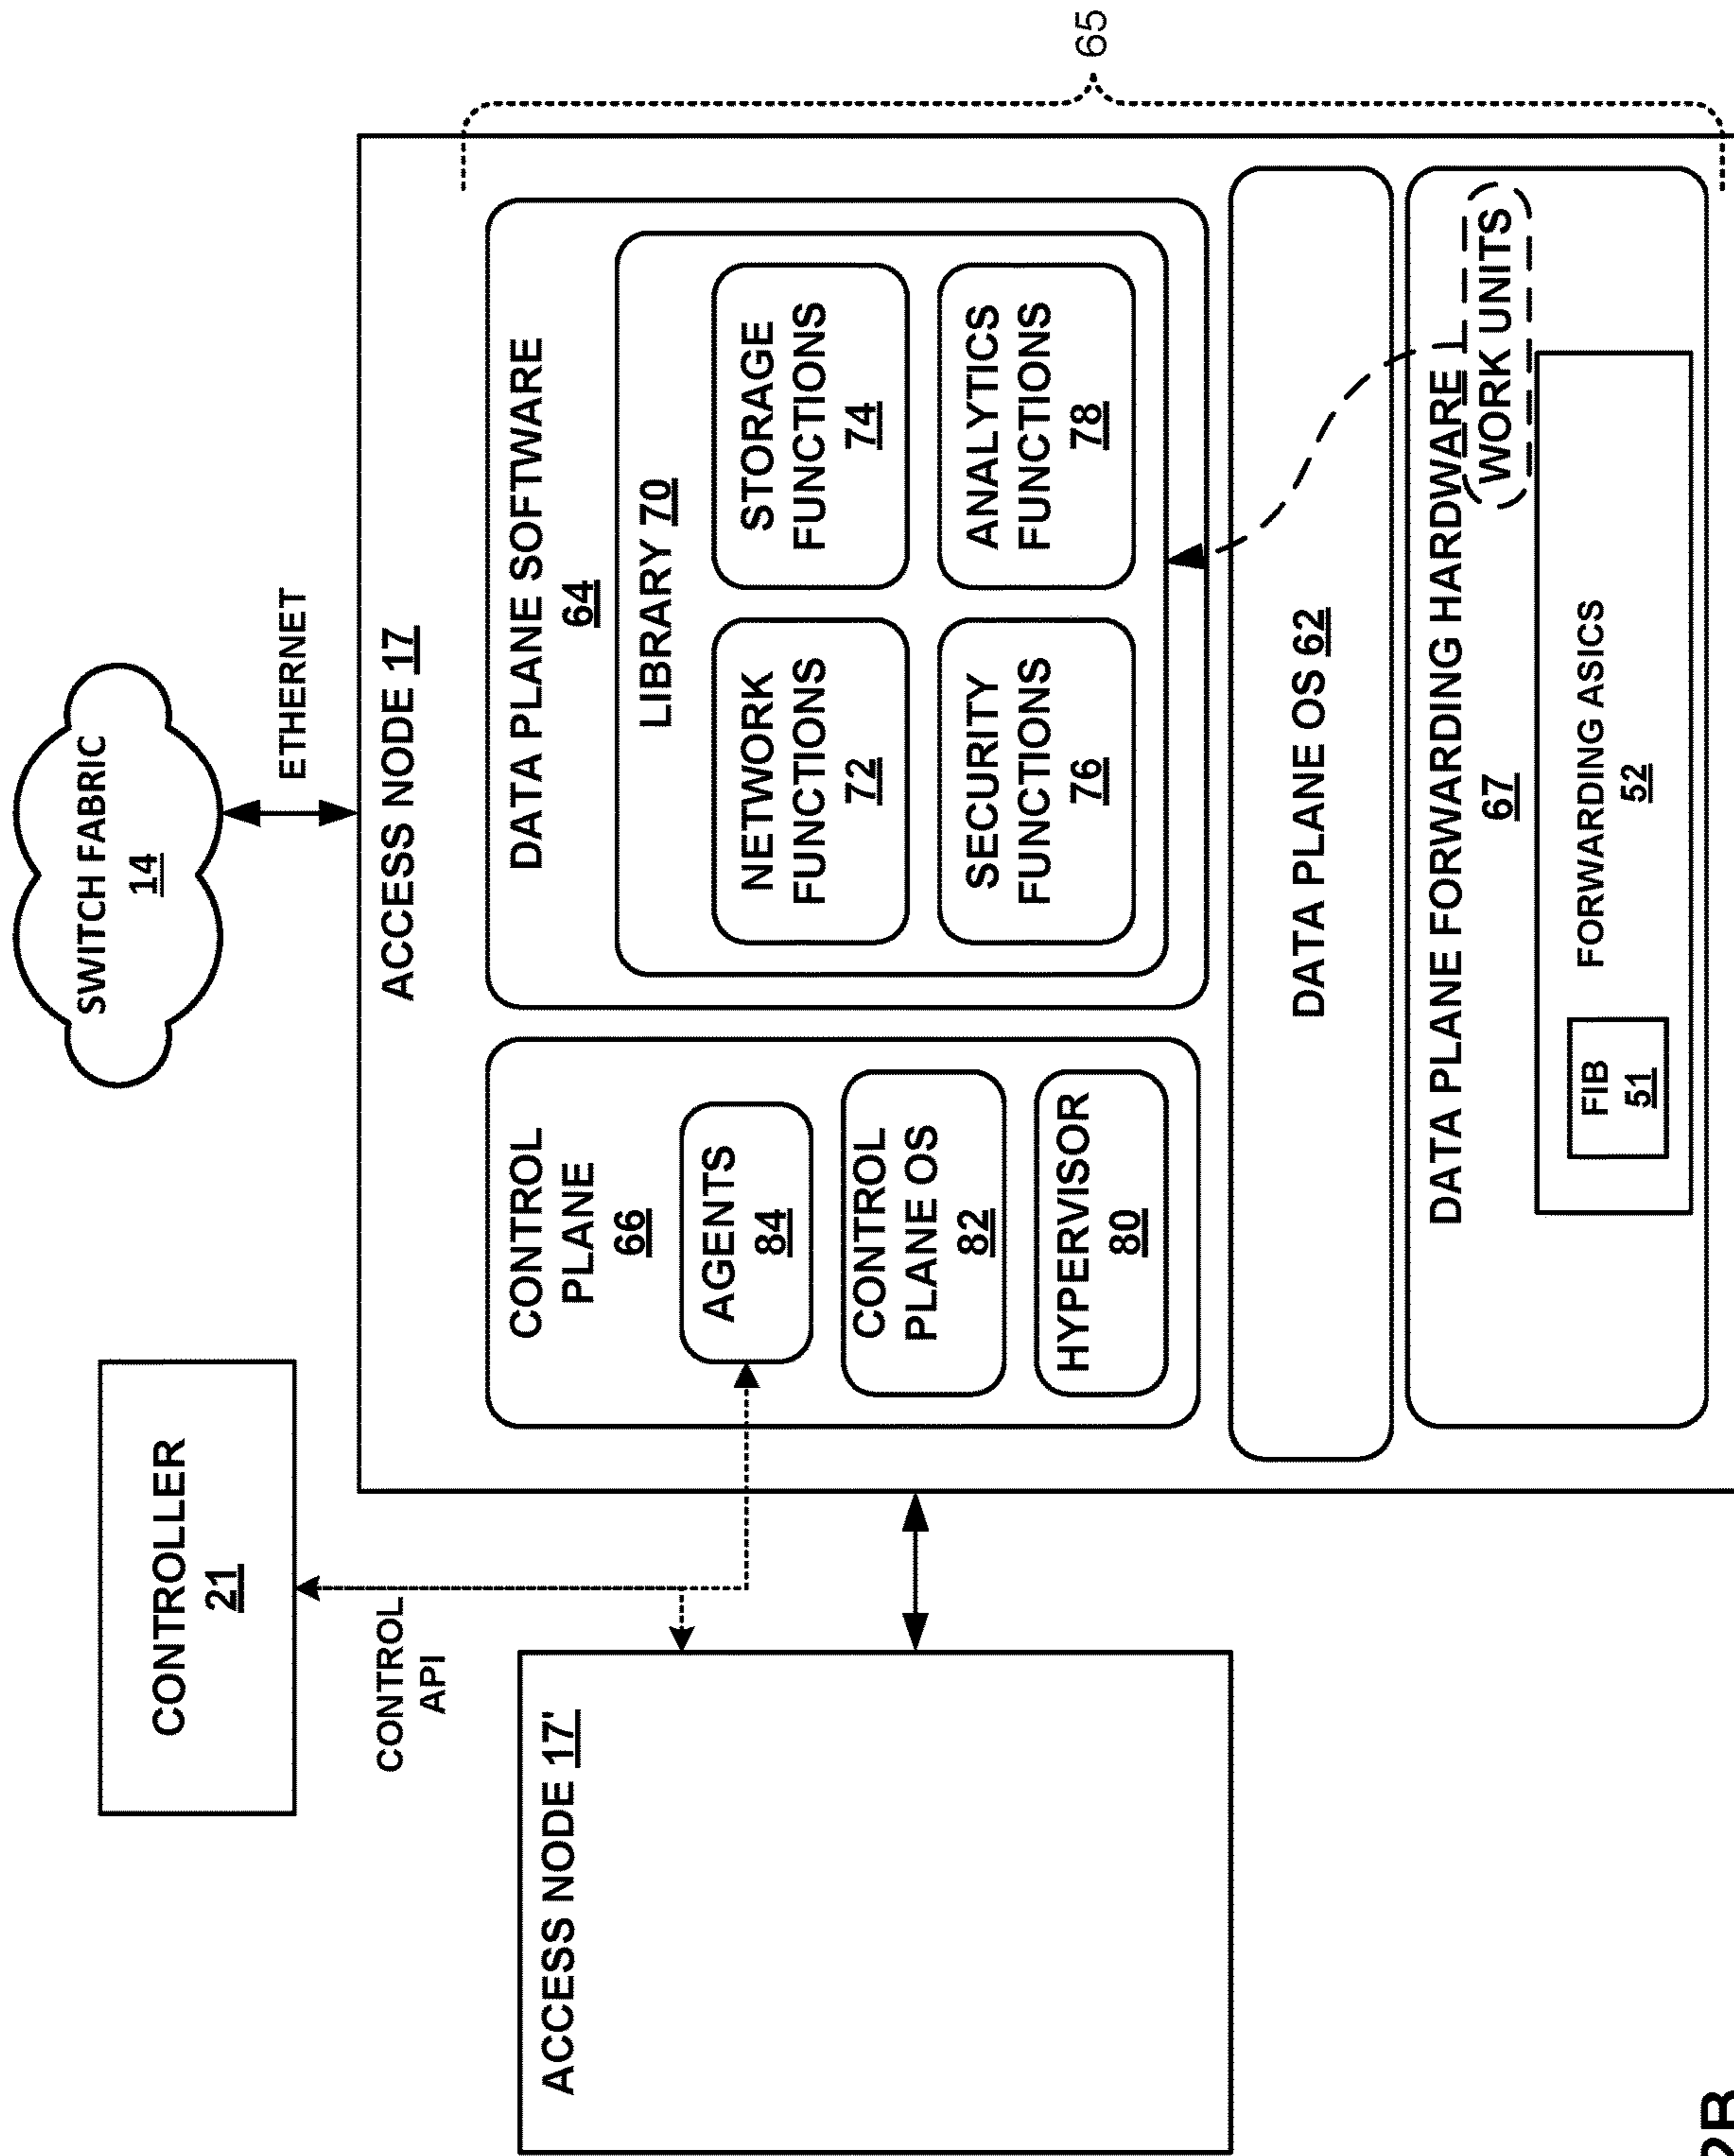 SWITCH FABRIC
14
ETHERNET
CONTROLLER
21
CONTROL
API
ACCESS NODE 17'
ACCESS NODE 17
CONTROL
PLANE
66
AGENTS
84
CONTROL
PLANE OS
82
HYPERVISOR
80
DATA PLANE SOFTWARE
64
LIBRARY 70
NETWORK
FUNCTIONS
72
STORAGE
FUNCTIONS
74
SECURITY
FUNCTIONS
76
ANALYTICS
FUNCTIONS
78
65
DATA PLANE OS 62
DATA PLANE FORWARDING HARDWARE
67
WORK UNITS
FIB
51
FORWARDING ASICS
52
2B